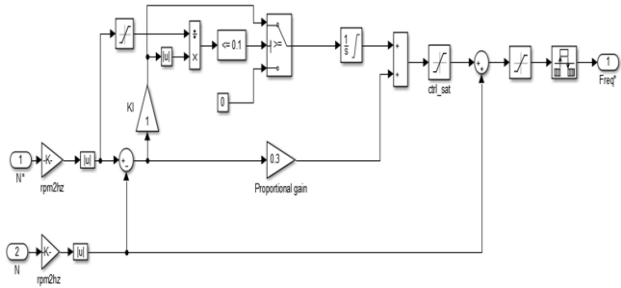 ÷
×
|u|
<= 0.1
>=
1
s
+
+
ctrl_sat
+
+
1
Freq*
0
KI
1
1
N*
-K-
rpm2hz
|u|
+
-
0.3
Proportional gain
2
N
-K-
rpm2hz
|u|